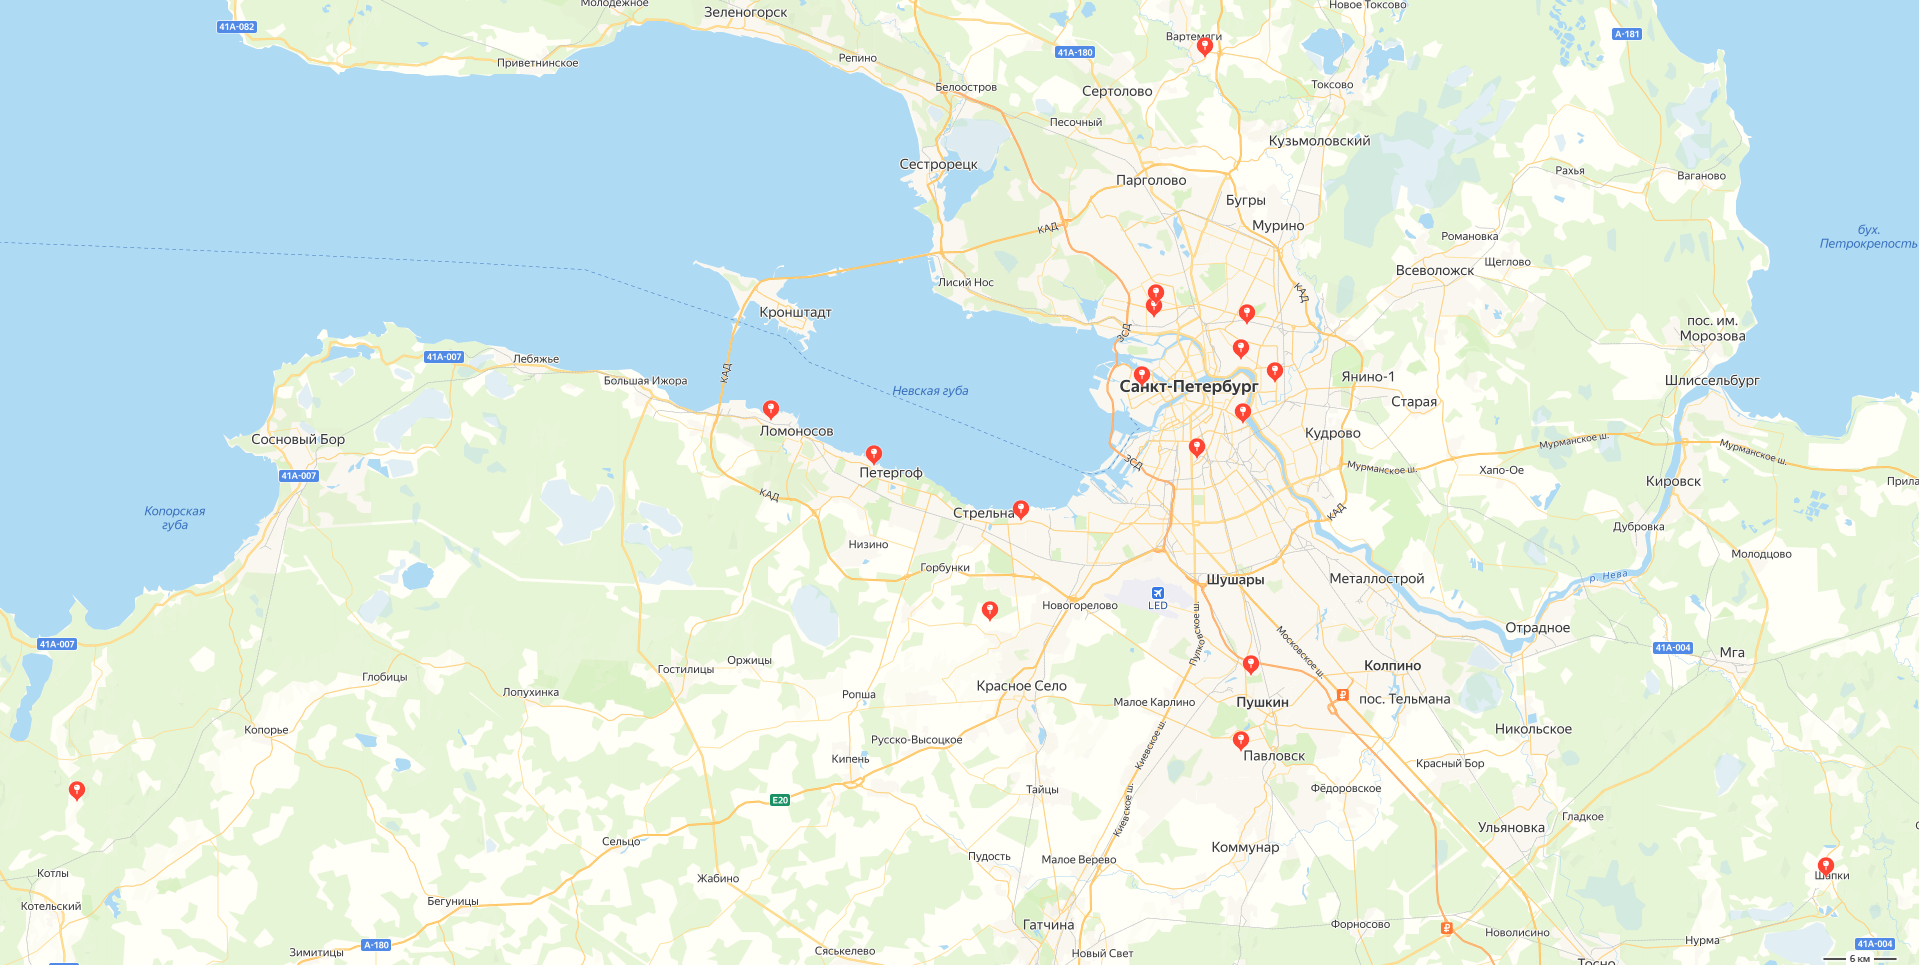 Молодёжное
Зеленогорск
Новое Токсово
41А-082
Вартемяги
А-181
41А-180
Приветнинское
Репино
Белоостров
Сертолово
Токсово
Песочный
Кузьмоловский
Сестрорецк
Парголово
Рахья
Ваганово
Бугры
Мурино
КАД
Романовка
бух.
Петрокрепость
Щеглово
Всеволожск
Лисий Нос
КАД
Кронштадт
пос. им.
Морозова
ЗСД
41А-007
Лебяжье
КАД
Большая Ижора
Невская губа
Санкт-Петербург
Янино-1
Шлиссельбург
Старая
Ломоносов
Кудрово
Сосновый Бор
Мурманское ш.
Мурманское ш.
ЗСД
Мурманское ш.
Петергоф
Хапо-Ое
41А-007
Кировск
КАД
Копорская
губа
Стрельна
КАД
Дубровка
Низино
Молодцово
Горбунки
Шушары
Металлострой
р. Нева
LED
Новогорелово
Пулковское ш.
Отрадное
41А-007
Московское ш.
41А-004
Мга
Оржицы
Гостилицы
Колпино
Глобицы
Красное Село
Лопухинка
Ропша
Малое Карлино
Пушкин
пос. Тельмана
Копорье
Никольское
Киевское ш.
Русско-Высоцкое
Кипень
Павловск
Красный Бор
Тайцы
Фёдоровское
E20
Киевское ш.
Гладкое
Ульяновка
Сельцо
Коммунар
Пудость
Малое Верево
Котлы
Жабино
Шапки
Бегуницы
Котельский
Гатчина
Форносово
Новолисино
Нурма
А-180
41А-004
Зимитицы
Сяськелево
Новый Свет
6 км
Тосно